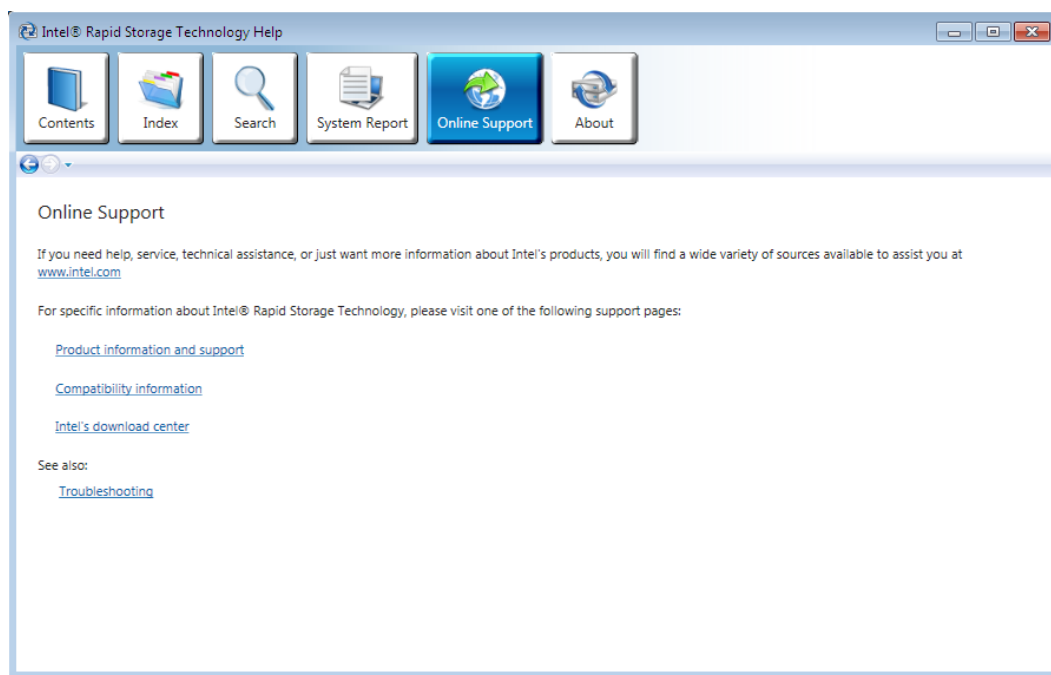 Intel® Rapid Storage Technology Help
Contents
Index
Search
System Report
Online Support
About
Online Support
If you need help, service, technical assistance, or just want more information about Intel's products, you will find a wide variety of sources available to assist you at
www.intel.com
For specific information about Intel® Rapid Storage Technology, please visit one of the following support pages:
Product information and support
Compatibility information
Intel's download center
See also:
Troubleshooting